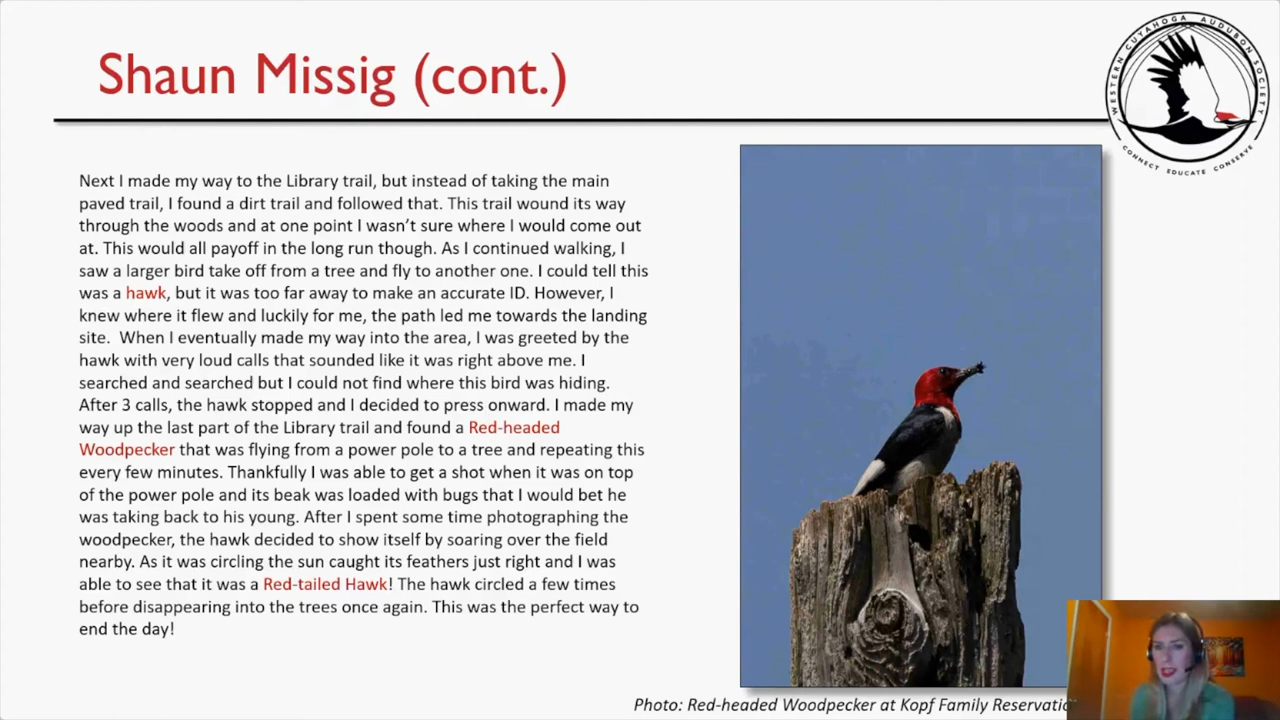 Shaun Missig (cont.)
WESTERN CUYAHOGA AUDUBON SOCIETY
CONNECT EDUCATE CONSERVE
Next I made my way to the Library trail, but instead of taking the main
paved trail, I found a dirt trail and followed that. This trail wound its way
through the woods and at one point I wasn't sure where I would come out
at. This would all payoff in the long run though. As I continued walking, I
saw a larger bird take off from a tree and fly to another one. I could tell this
was a hawk, but it was too far away to make an accurate ID. However, I
knew where it flew and luckily for me, the path led me towards the landing
site.  When I eventually made my way into the area, I was greeted by the
hawk with very loud calls that sounded like it was right above me. I
searched and searched but I could not find where this bird was hiding.
After 3 calls, the hawk stopped and I decided to press onward. I made my
way up the last part of the Library trail and found a Red-headed
Woodpecker that was flying from a power pole to a tree and repeating this
every few minutes. Thankfully I was able to get a shot when it was on top
of the power pole and its beak was loaded with bugs that I would bet he
was taking back to his young. After I spent some time photographing the
woodpecker, the hawk decided to show itself by soaring over the field
nearby. As it was circling the sun caught its feathers just right and I was
able to see that it was a Red-tailed Hawk! The hawk circled a few times
before disappearing into the trees once again. This was the perfect way to
end the day!
Photo: Red-headed Woodpecker at Kopf Family Reservatio